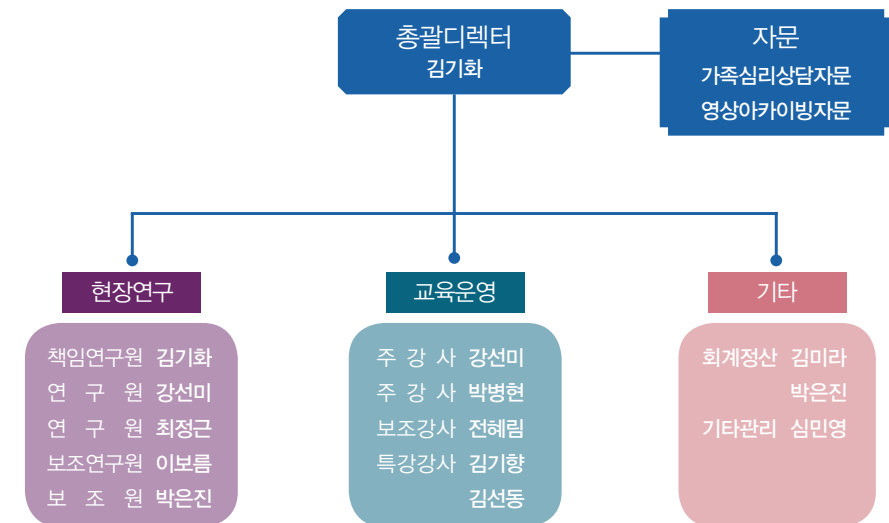 총괄디렉터
김기화
자문
가족심리상담자문
영상아카이빙자문
현장연구
책임연구원 김기화
연 구 원 강선미
연 구 원 최정근
보조연구원 이보름
보 조 원 박은진
교육운영
주 강 사 강선미
주 강 사 박병현
보조강사 전혜림
특강강사 김기향
김선동
기타
회계정산 김미라
박은진
기타관리 심민영